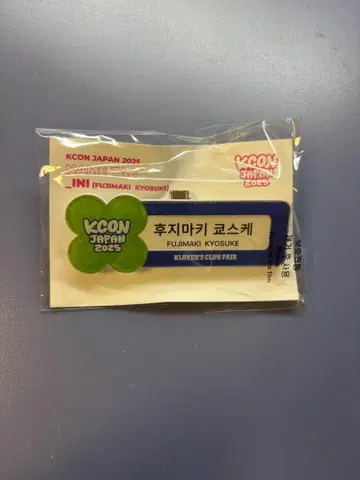 KCON JAPAN 2025
_INI (FUJIMAKI KYOSUKE)
KCON
JAPAN
2025
KCON
JAPAN
2025
후지마키 쿄스케
FUJIMAKI KYOSUKE
KLOVER'S CLUB FAIR